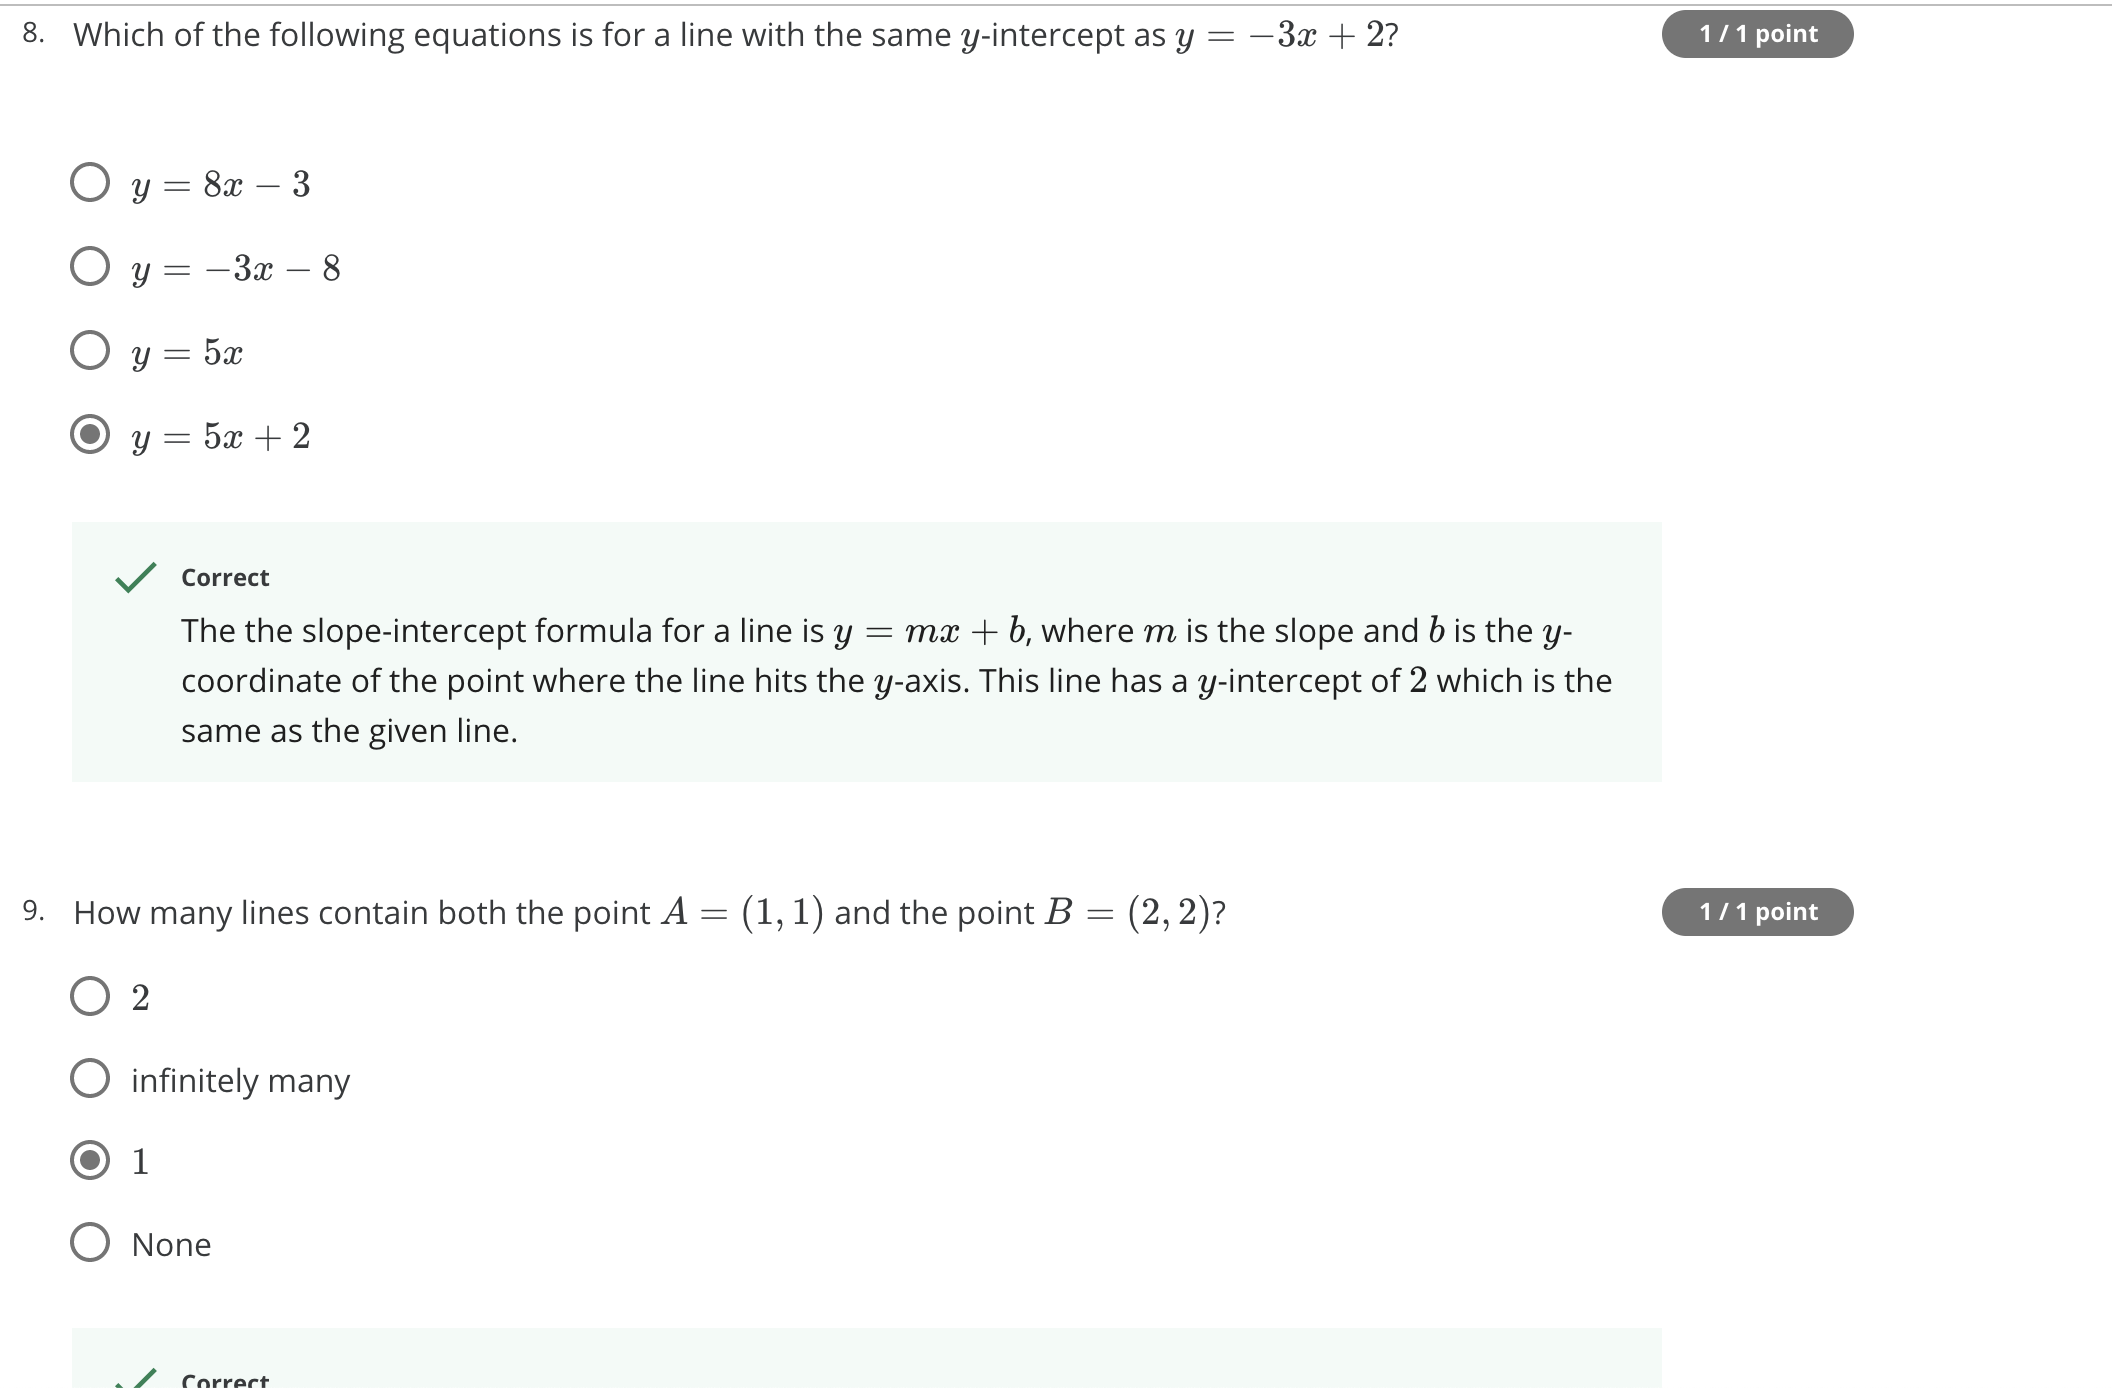 8. Which of the following equations is for a line with the same y-intercept as y = −3x + 2?
1 / 1 point
y = 8x − 3
y = −3x − 8
y = 5x
y = 5x + 2
Correct
The the slope-intercept formula for a line is y = mx + b, where m is the slope and b is the y-
coordinate of the point where the line hits the y-axis. This line has a y-intercept of 2 which is the
same as the given line.
9. How many lines contain both the point A = (1, 1) and the point B = (2, 2)?
1 / 1 point
2
infinitely many
1
None
Correct